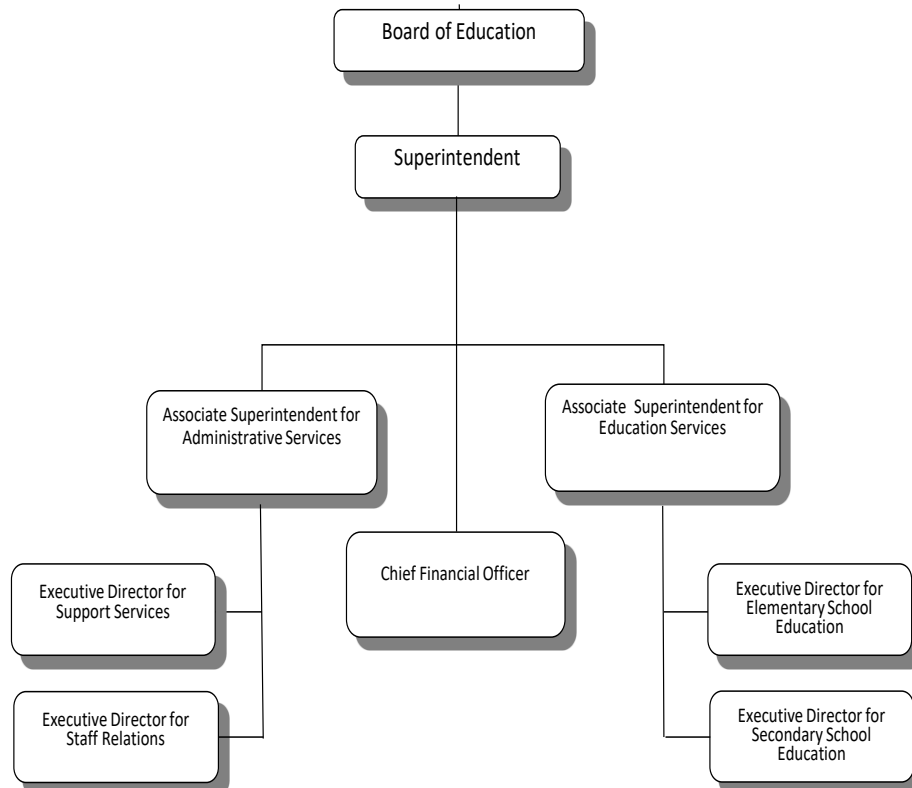 Board of Education
Superintendent
Associate Superintendent for
Administrative Services
Associate Superintendent for
Education Services
Chief Financial Officer
Executive Director for
Support Services
Executive Director for
Elementary School
Education
Executive Director for
Staff Relations
Executive Director for
Secondary School
Education